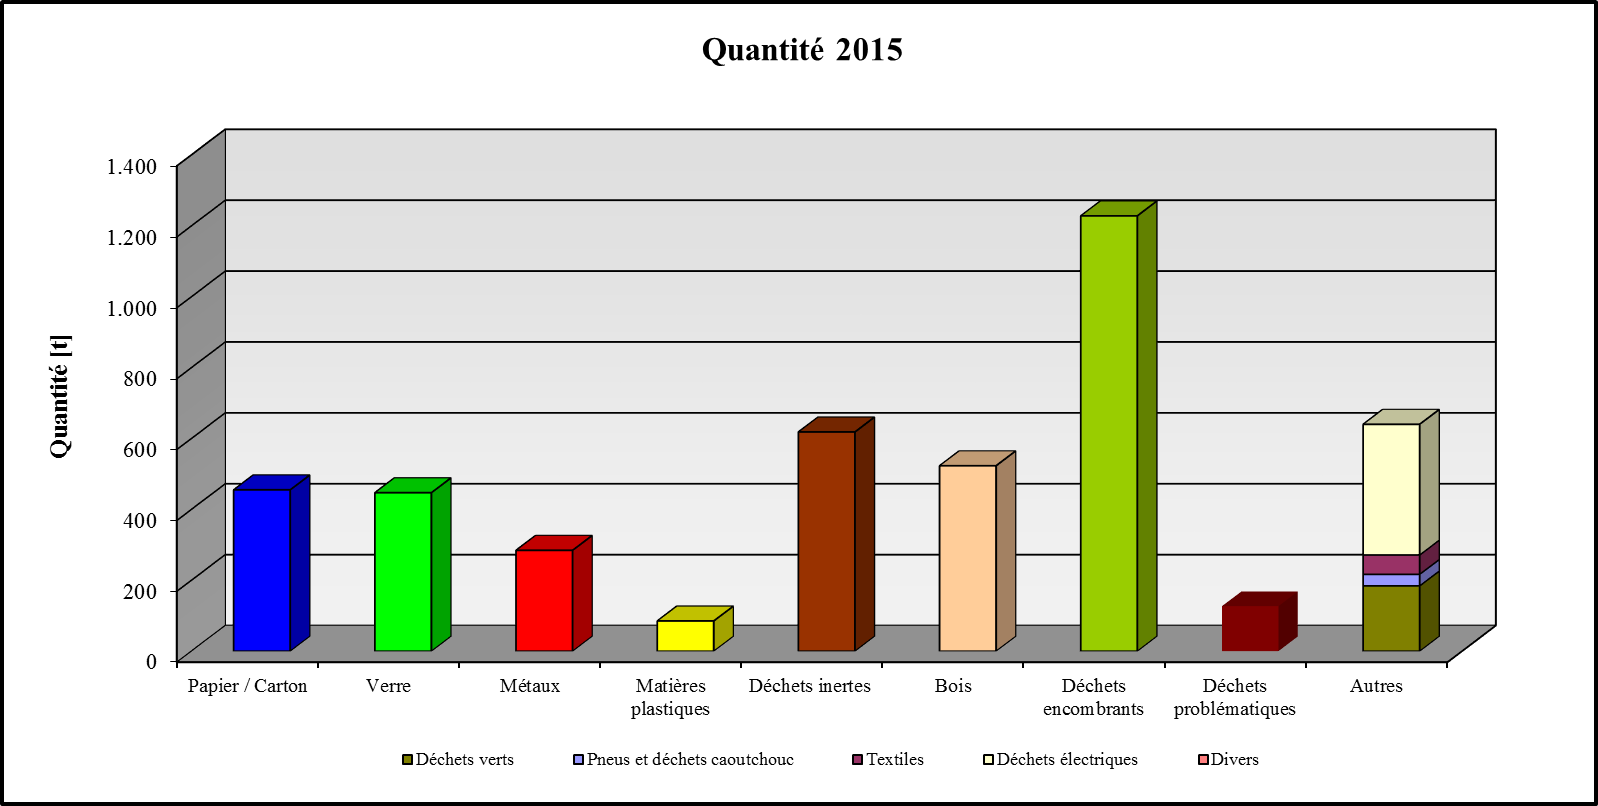 Quantité 2015
1.400
1.200
1.000
800
600
400
200
0
Quantité [t]
Papier / Carton
Verre
Métaux
Matières
plastiques
Déchets inertes
Bois
Déchets
encombrants
Déchets
problématiques
Autres
Déchets verts
Pneus et déchets caoutchouc
Textiles
Déchets électriques
Divers